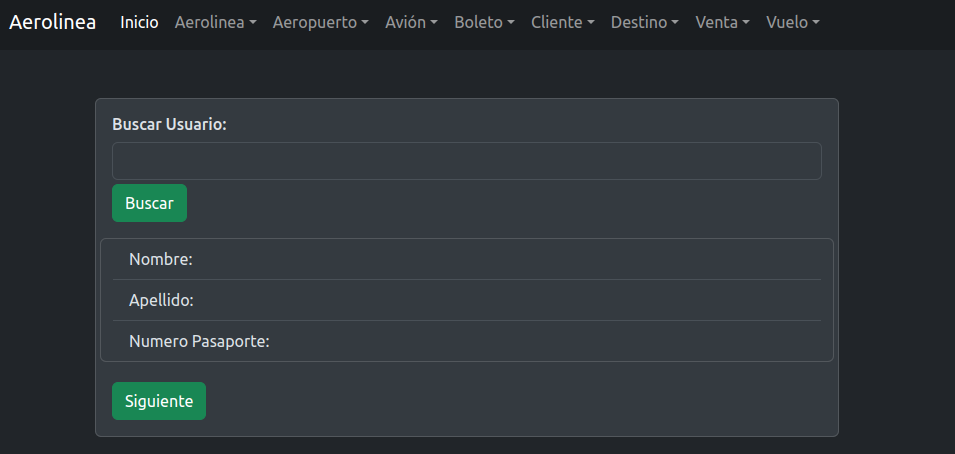 Aerolinea Inicio Aerolinea Aeropuerto Avión Boleto Cliente Destino Venta Vuelo
Buscar Usuario:
Buscar
Nombre:
Apellido:
Numero Pasaporte:
Siguiente